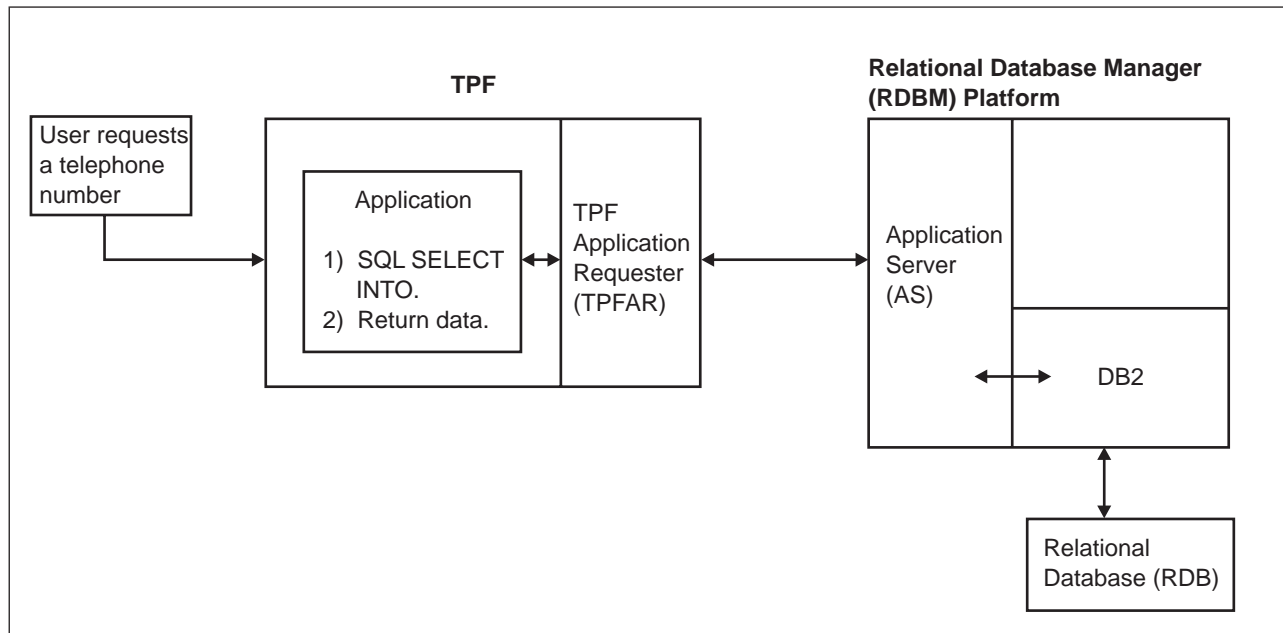 TPF
Relational Database Manager
(RDBM) Platform
User requests
a telephone
number
Application
1) SQL SELECT
INTO.
2) Return data.
TPF
Application
Requester
(TPFAR)
Application
Server
(AS)
DB2
Relational
Database (RDB)